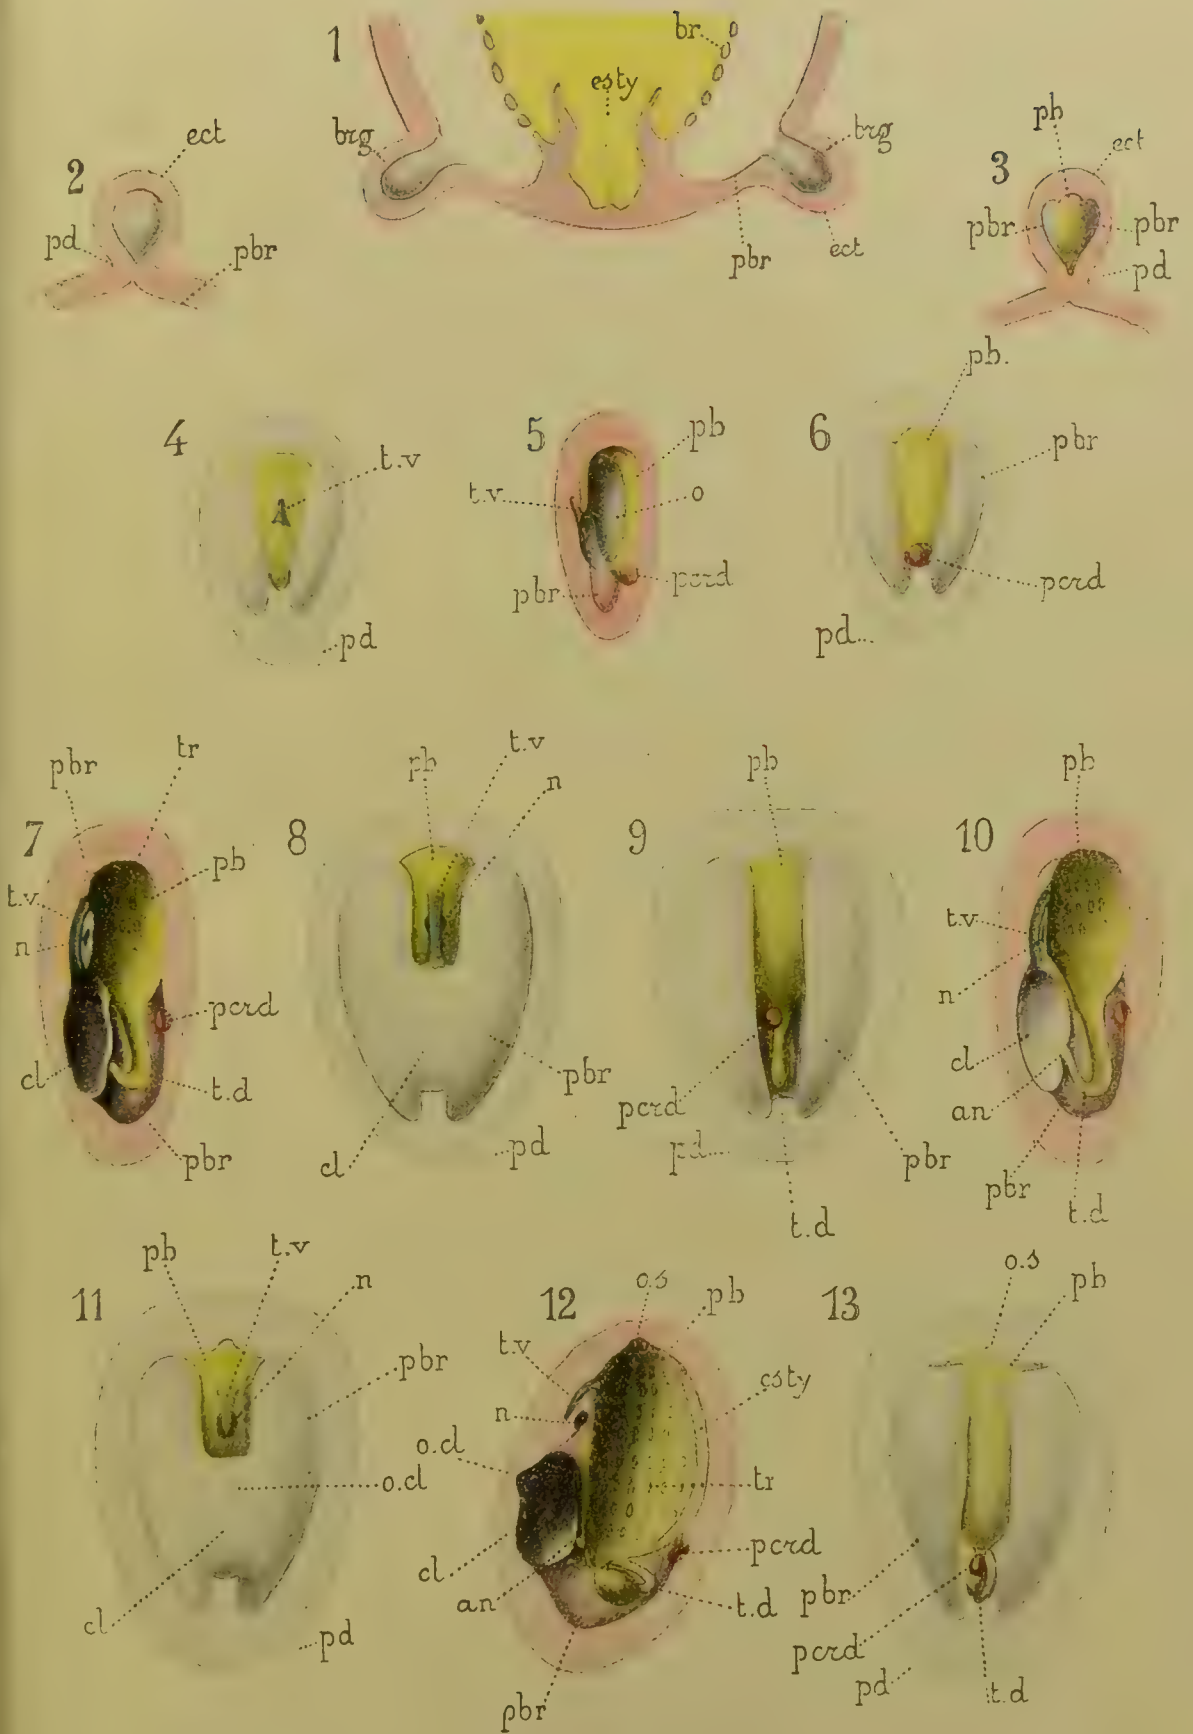 1
br
esty
brg
brg
pbr
ect
2
ect
pd
pbr
3
pb
ect
pbr
pbr
pd
4
t.v
pd
5
pb
t.v.
o
pbr
pcrd
6
pb.
pbr
pcrd
pd
7
pbr
tr
pb
t.v
n
pcrd
cl
t.d
pbr
8
pb
t.v
n
pbr
cl
pd
9
pb
pcrd
pd
pbr
t.d
10
pb
t.v
n
cl
an
pbr
t.d
11
pb
t.v
n
pbr
o.cl
cl
pd
12
o.s
pb
t.v
esty
n
o.cl
tr
cl
pcrd
an
t.d
pbr
13
o.s
pb
pbr
pcrd
pd
t.d